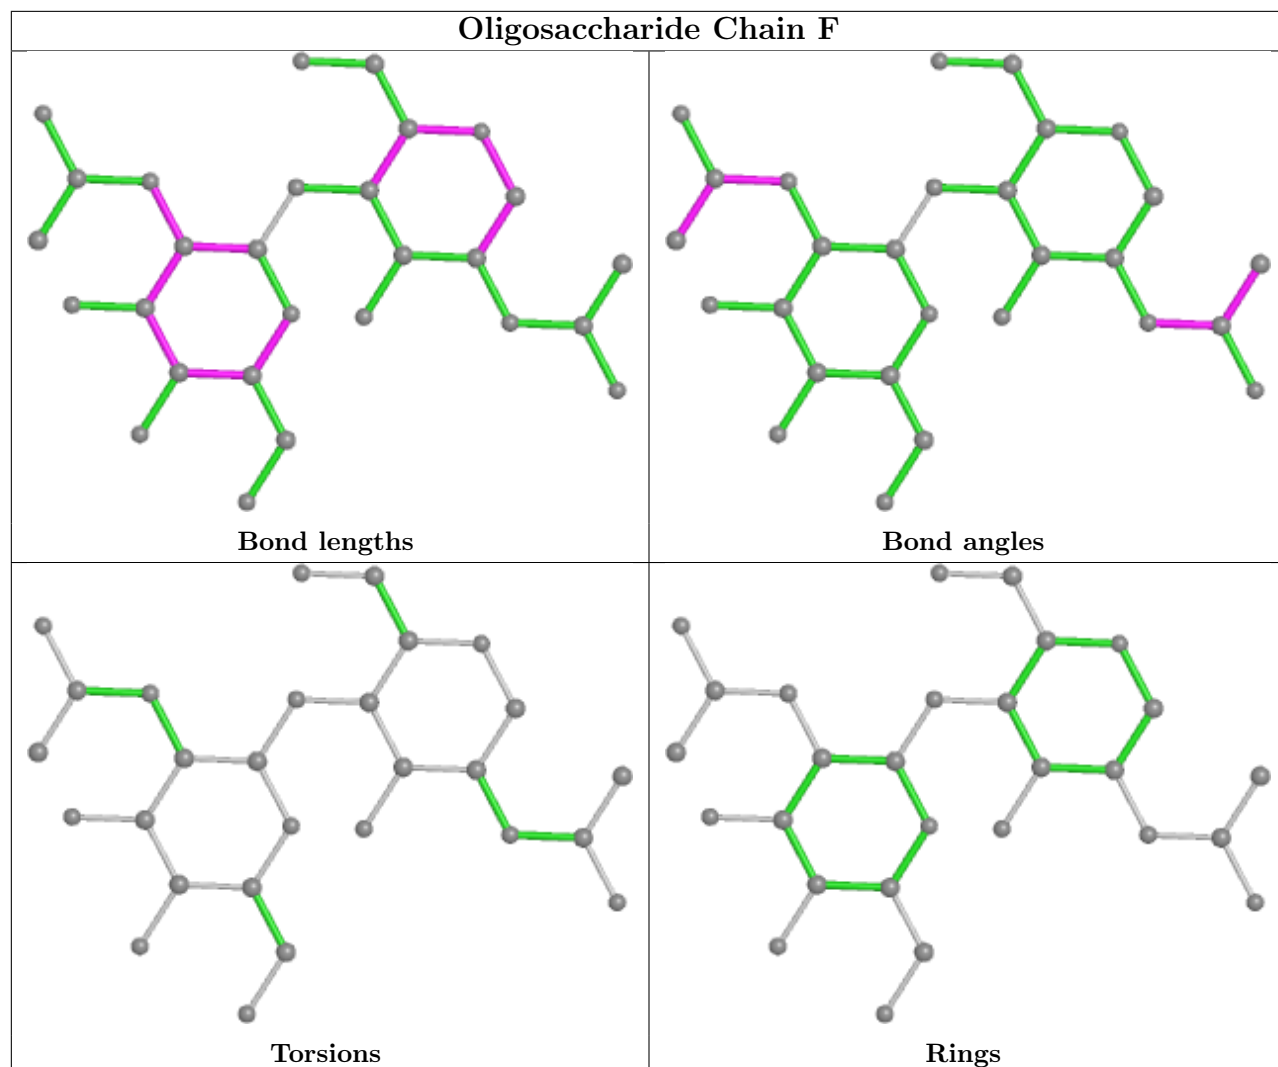 Oligosaccharide Chain F
Bond lengths
Bond angles
Torsions
Rings